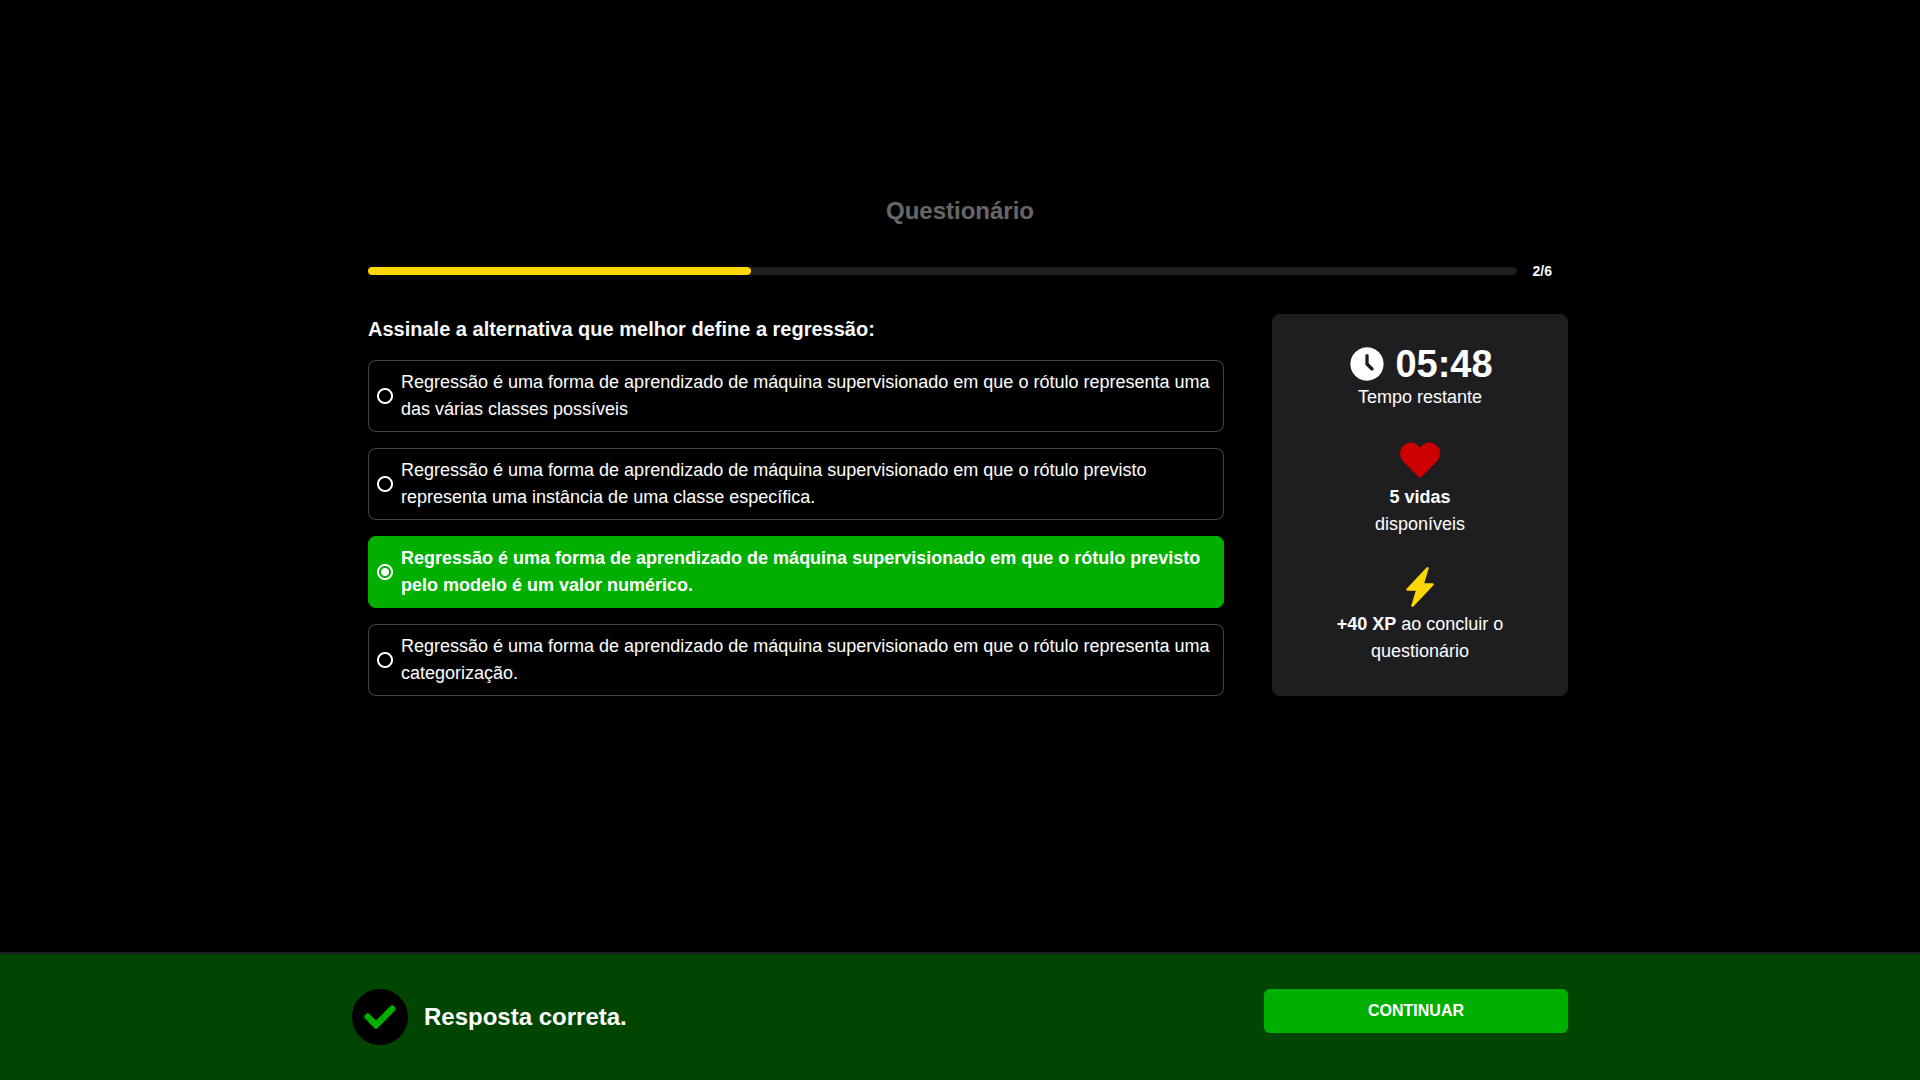 Questionário
2/6
Assinale a alternativa que melhor define a regressão:
Regressão é uma forma de aprendizado de máquina supervisionado em que o rótulo representa uma
das várias classes possíveis
Regressão é uma forma de aprendizado de máquina supervisionado em que o rótulo previsto
representa uma instância de uma classe específica.
Regressão é uma forma de aprendizado de máquina supervisionado em que o rótulo previsto
pelo modelo é um valor numérico.
Regressão é uma forma de aprendizado de máquina supervisionado em que o rótulo representa uma
categorização.
05:48
Tempo restante
5 vidas
disponíveis
+40 XP ao concluir o
questionário
Resposta correta.
CONTINUAR